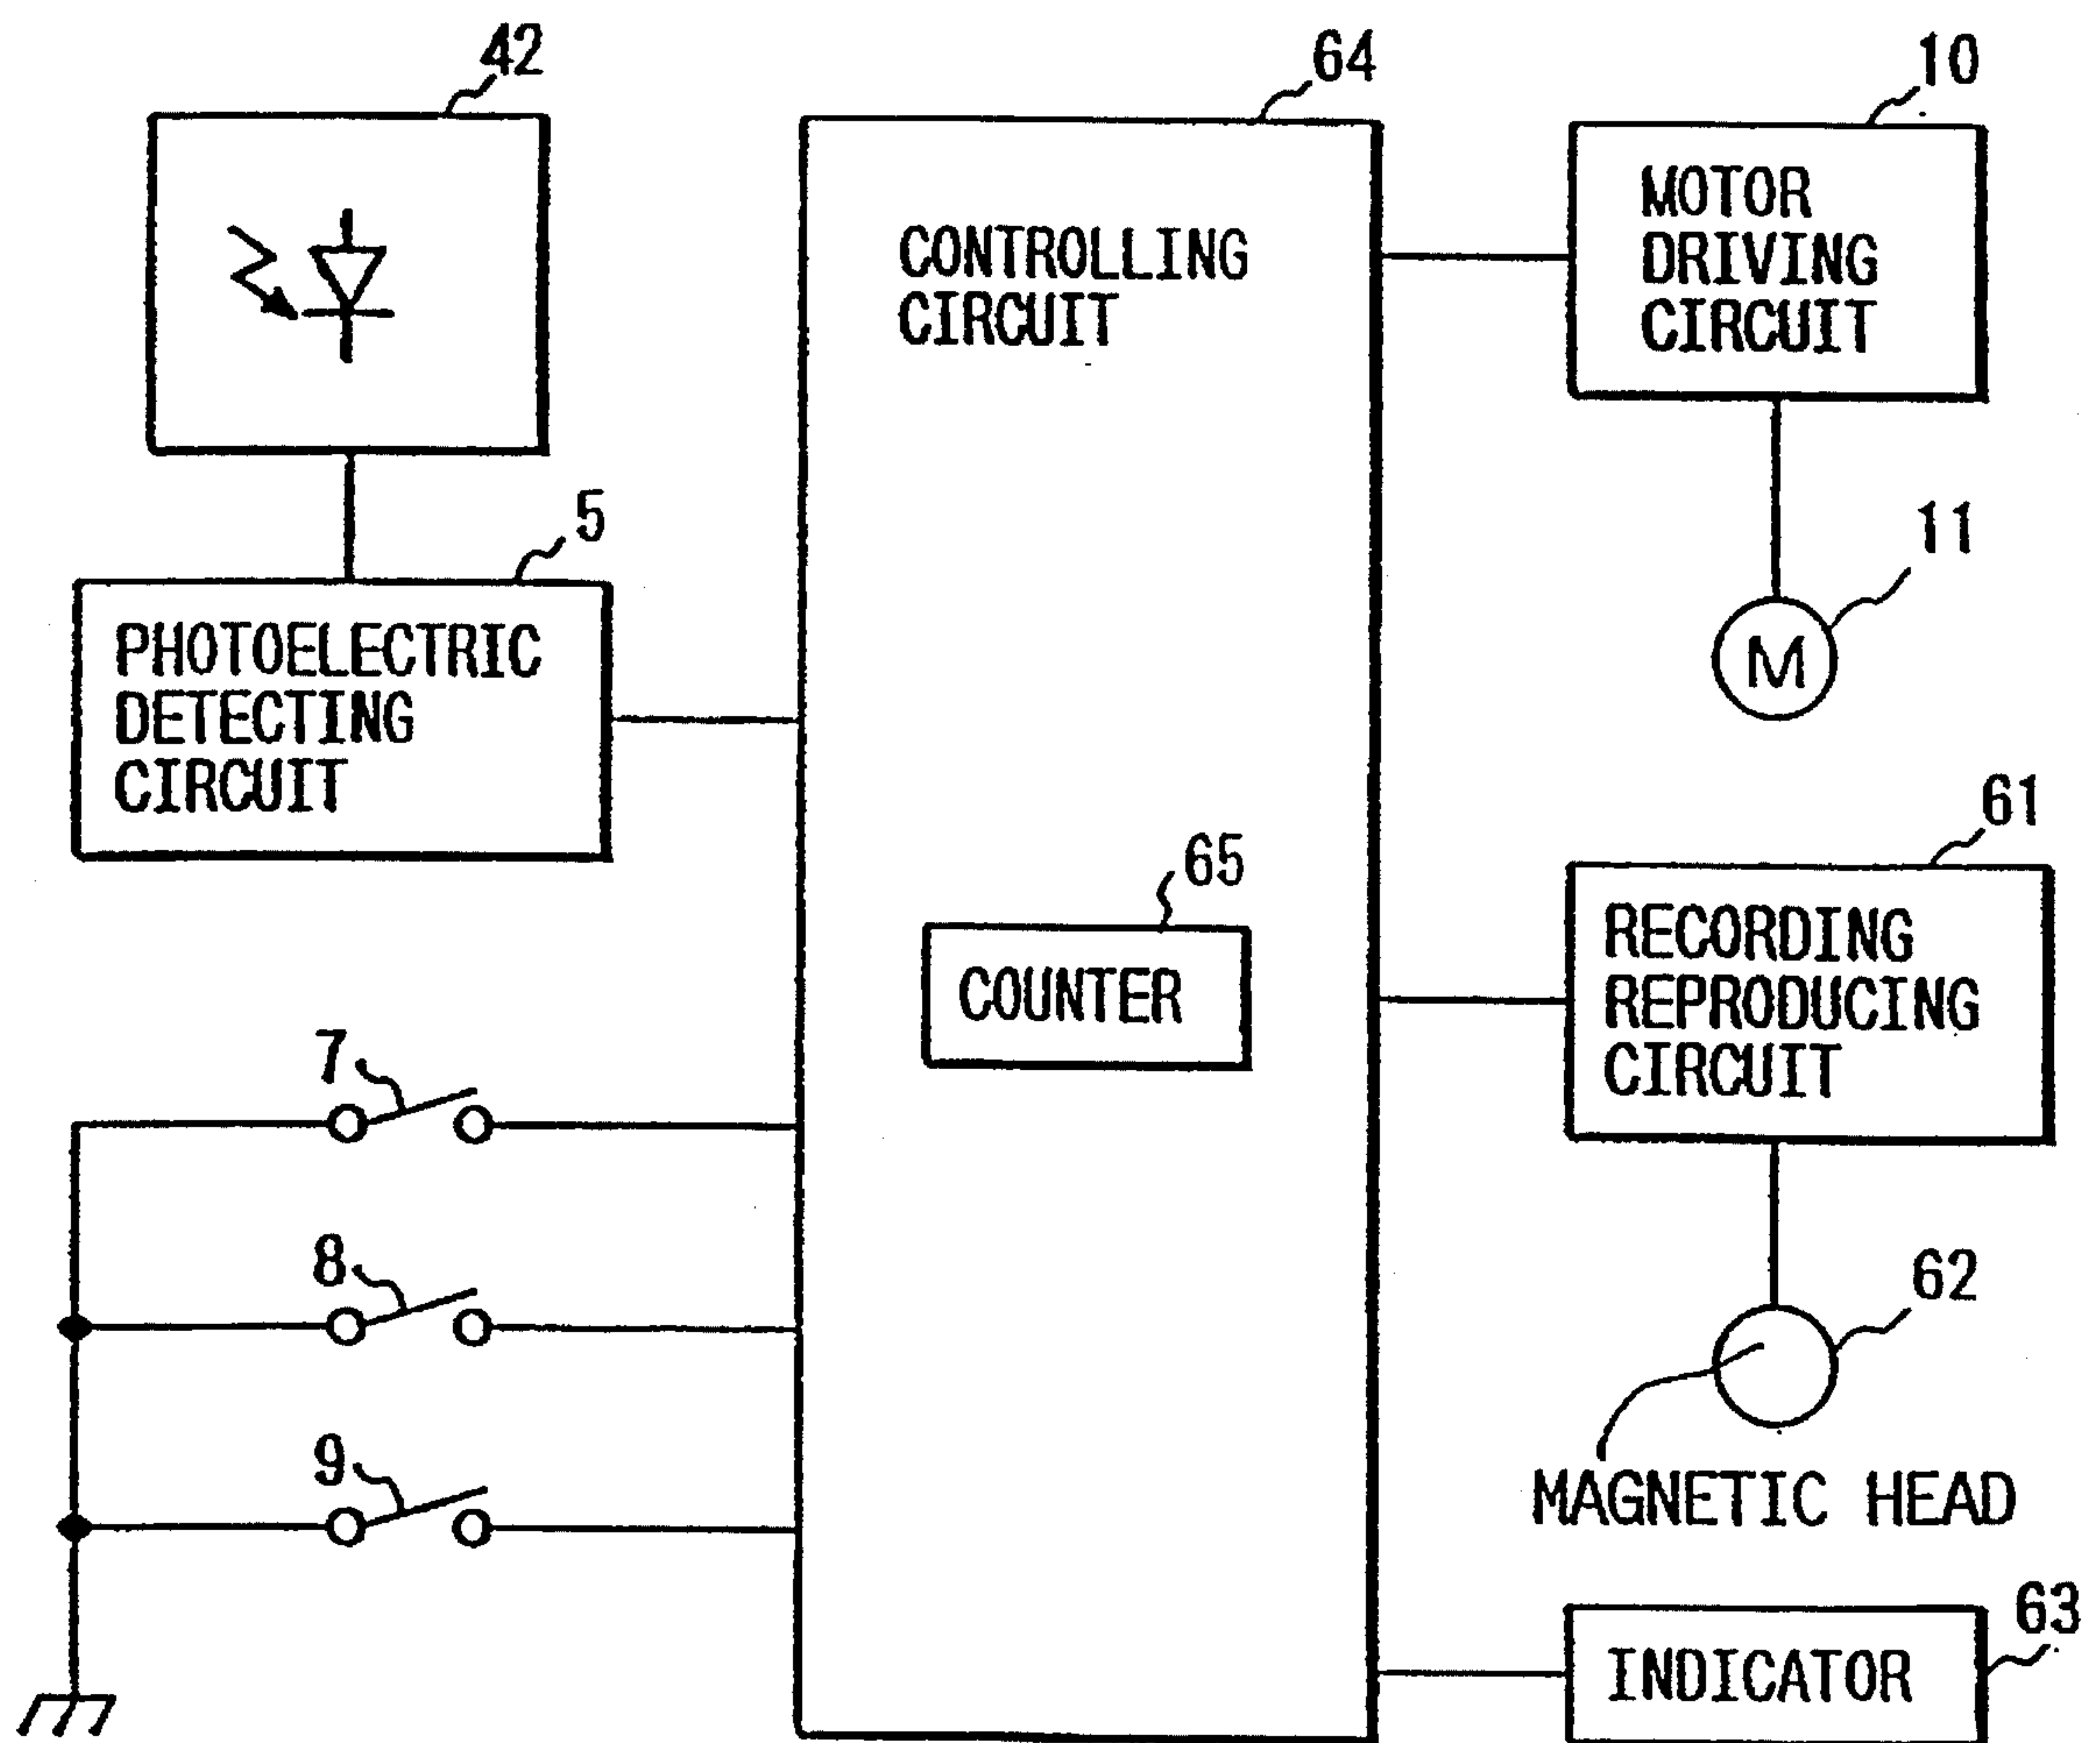 42
64
10
CONTROLLING
CIRCUIT
MOTOR
DRIVING
CIRCUIT
5
11
PHOTOELECTRIC
DETECTING
CIRCUIT
M
61
65
COUNTER
RECORDING
REPRODUCING
CIRCUIT
7
8
62
9
MAGNETIC HEAD
63
INDICATOR